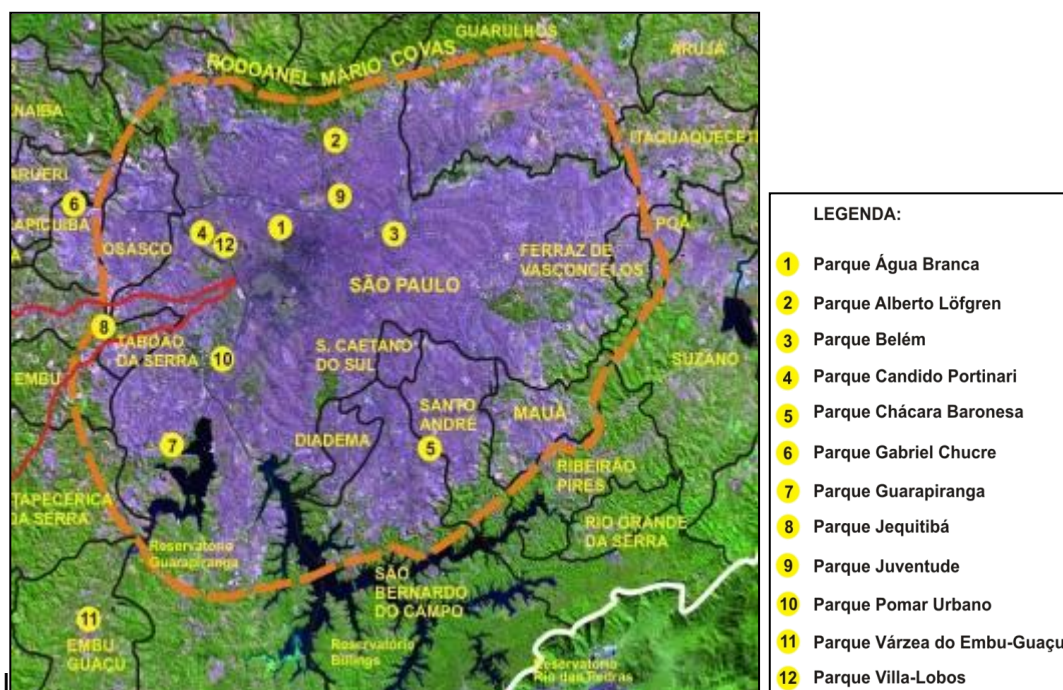 GUARULHOS
RODOANEL MÁRIO COVAS
ARUJÁ
NAIBA
ITAQUAQUECET
2
ARUERI
6
9
APICUIBA
4
12
1
3
POÁ
OSASCO
FERRAZ DE
VASCONCELOS
SÃO PAULO
8
TABOÃO
DA SERRA
10
S. CAETANO
DO SUL
SUZANO
EMBU
SANTO
ANDRÉ
MAUÁ
DIADEMA
7
5
RIBEIRÃO
PIRES
TAPECERICA
DA SERRA
RIO GRANDE
DA SERRA
Reservatório
Guarapiranga
SÃO
BERNARDO
DO CAMPO
11
EMBU
GUAÇU
Reservatório
Billings
Reservatório
Rio das Pedras
LEGENDA:
1 Parque Água Branca
2 Parque Alberto Löfgren
3 Parque Belém
4 Parque Candido Portinari
5 Parque Chácara Baronesa
6 Parque Gabriel Chucre
7 Parque Guarapiranga
8 Parque Jequitibá
9 Parque Juventude
10 Parque Pomar Urbano
11 Parque Várzea do Embu-Guaçu
12 Parque Villa-Lobos